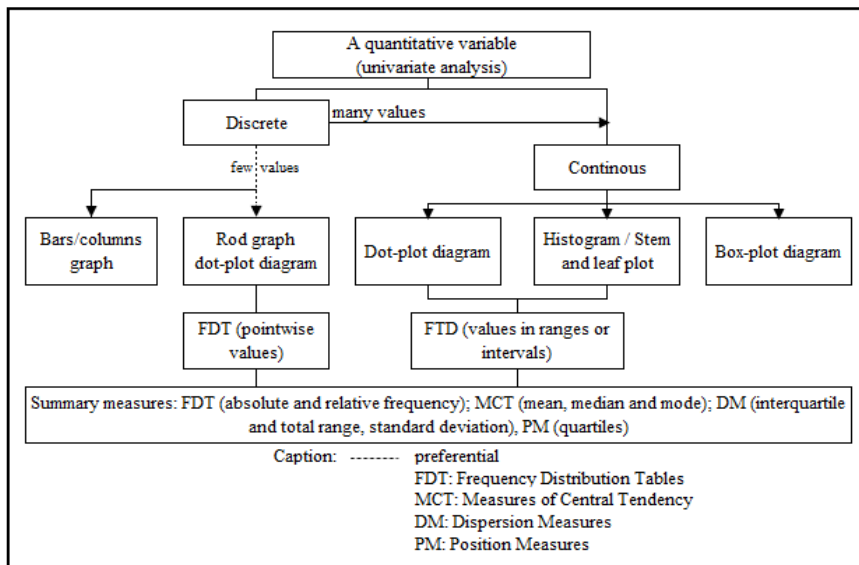 A quantitative variable
(univariate analysis)
Discrete
many values
few values
Continous
Bars/columns
graph
Rod graph
dot-plot diagram
Dot-plot diagram
Histogram / Stem
and leaf plot
Box-plot diagram
FDT (pointwise
values)
FTD (values in ranges or
intervals)
Summary measures: FDT (absolute and relative frequency); MCT (mean, median and mode); DM (interquartile
and total range, standard deviation), PM (quartiles)
Caption: -------- preferential
FDT: Frequency Distribution Tables
MCT: Measures of Central Tendency
DM: Dispersion Measures
PM: Position Measures